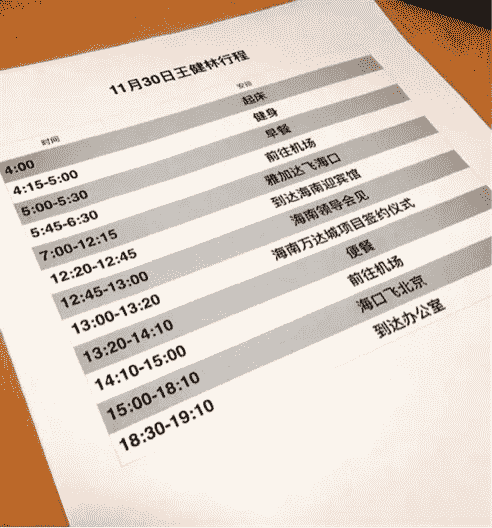 11月30日王健林行程
时间 安排
4:00 起床
4:15-5:00 健身
5:00-5:30 早餐
5:45-6:30 前往机场
7:00-12:15 雅加达飞海口
12:20-12:45 到达海南迎宾馆
12:45-13:00 海南领导会见
13:00-13:20 海南万达城项目签约仪式
13:20-14:10 便餐
14:10-15:00 前往机场
15:00-18:10 海口飞北京
18:30-19:10 到达办公室